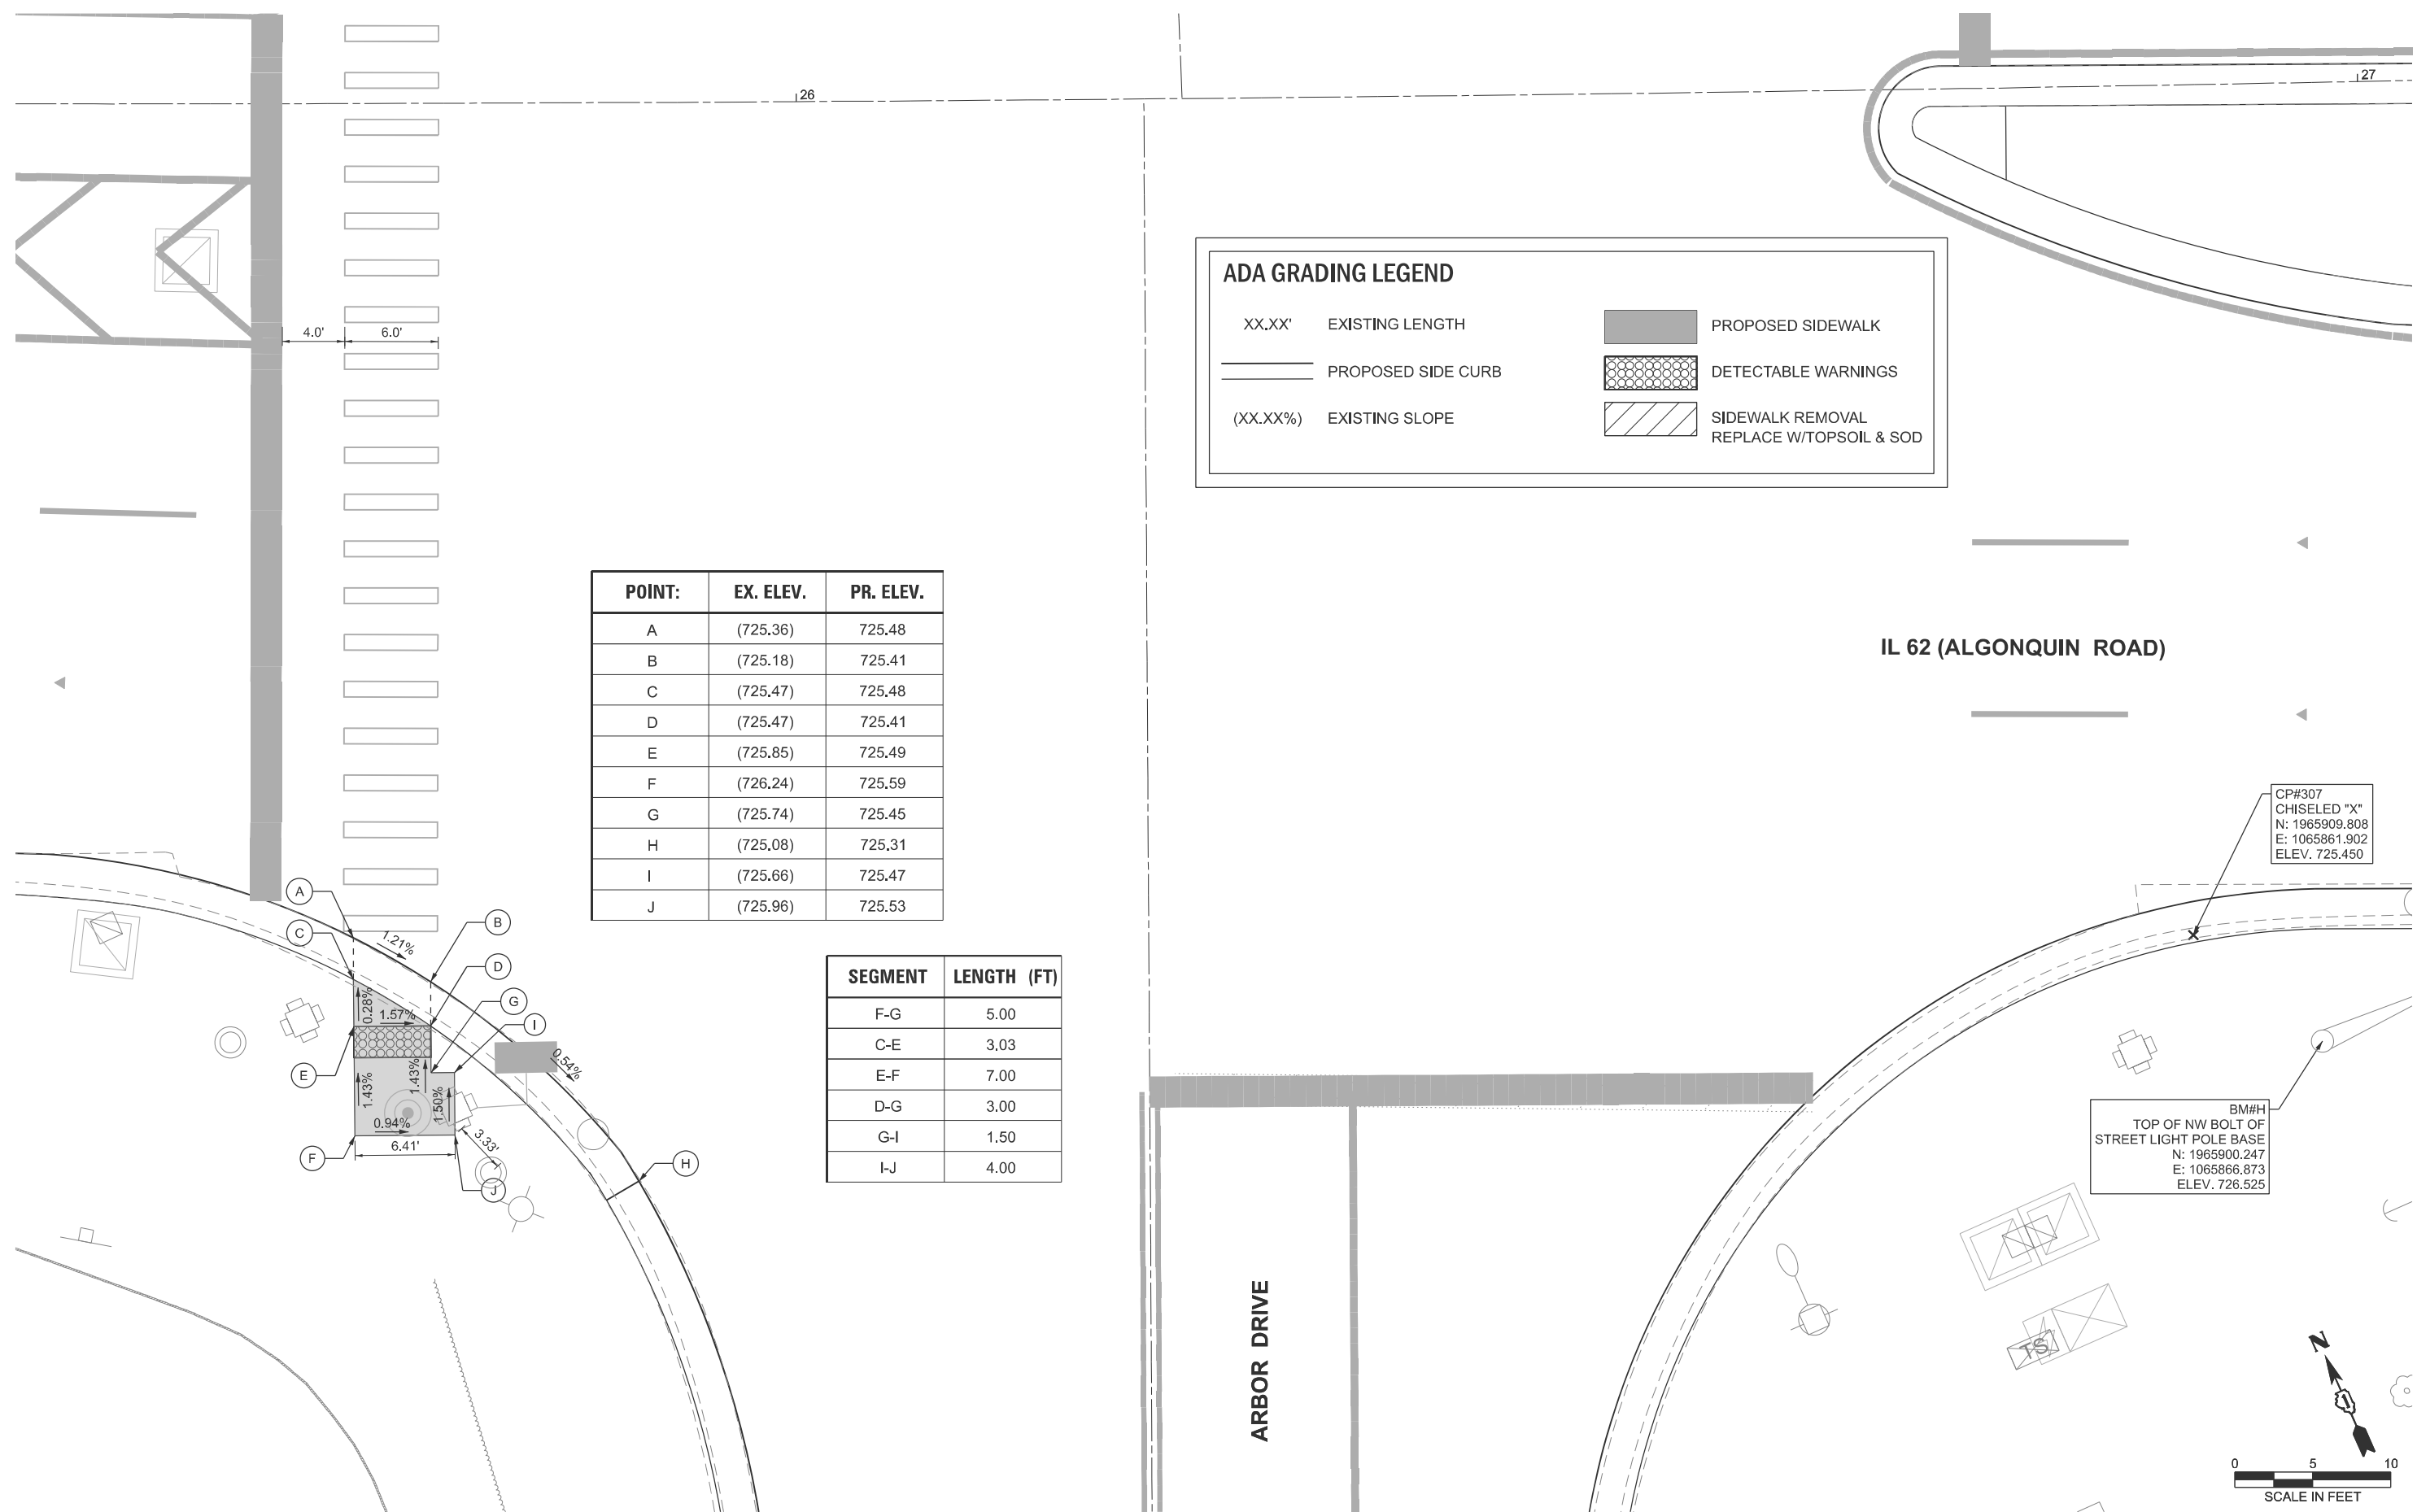 26
27
4.0' 6.0'
ADA GRADING LEGEND
XX.XX' EXISTING LENGTH
PROPOSED SIDE CURB
(XX.XX%) EXISTING SLOPE
PROPOSED SIDEWALK
DETECTABLE WARNINGS
SIDEWALK REMOVAL
REPLACE W/TOPSOIL & SOD
POINT: EX. ELEV. PR. ELEV.
A (725.36) 725.48
B (725.18) 725.41
C (725.47) 725.48
D (725.47) 725.41
E (725.85) 725.49
F (726.24) 725.59
G (725.74) 725.45
H (725.08) 725.31
I (725.66) 725.47
J (725.96) 725.53
IL 62 (ALGONQUIN ROAD)
CP#307
CHISELED "X"
N: 1965909.808
E: 1065861.902
ELEV. 725.450
A
B
C
D
E
F
G
H
I
J
1.21%
0.28%
1.57%
1.43%
1.43%
1.50%
0.94%
6.41'
3.33'
0.54%
SEGMENT LENGTH (FT)
F-G 5.00
C-E 3.03
E-F 7.00
D-G 3.00
G-I 1.50
I-J 4.00
BM#H
TOP OF NW BOLT OF
STREET LIGHT POLE BASE
N: 1965900.247
E: 1065866.873
ELEV. 726.525
ARBOR DRIVE
TS
N
0 5 10
SCALE IN FEET